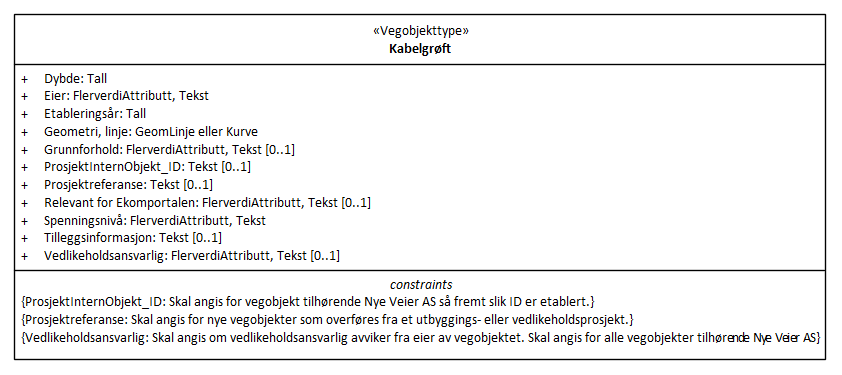 «Vegobjekttype»
Kabelgrøft
+ Dybde: Tall
+ Eier: FlerverdiAttributt, Tekst
+ Etableringsår: Tall
+ Geometri, linje: GeomLinje eller Kurve
+ Grunnforhold: FlerverdiAttributt, Tekst [0..1]
+ ProsjektInternObjekt_ID: Tekst [0..1]
+ Prosjektreferanse: Tekst [0..1]
+ Relevant for Ekomportalen: FlerverdiAttributt, Tekst [0..1]
+ Spenningsnivå: FlerverdiAttributt, Tekst
+ Tilleggsinformasjon: Tekst [0..1]
+ Vedlikeholdsansvarlig: FlerverdiAttributt, Tekst [0..1]
constraints
{ProsjektInternObjekt_ID: Skal angis for vegobjekt tilhørende Nye Veier AS så fremt slik ID er etablert.}
{Prosjektreferanse: Skal angis for nye vegobjekter som overføres fra et utbyggings- eller vedlikeholdsprosjekt.}
{Vedlikeholdsansvarlig: Skal angis om vedlikeholdsansvarlig avviker fra eier av vegobjektet. Skal angis for alle vegobjekter tilhørende Nye Veier AS}